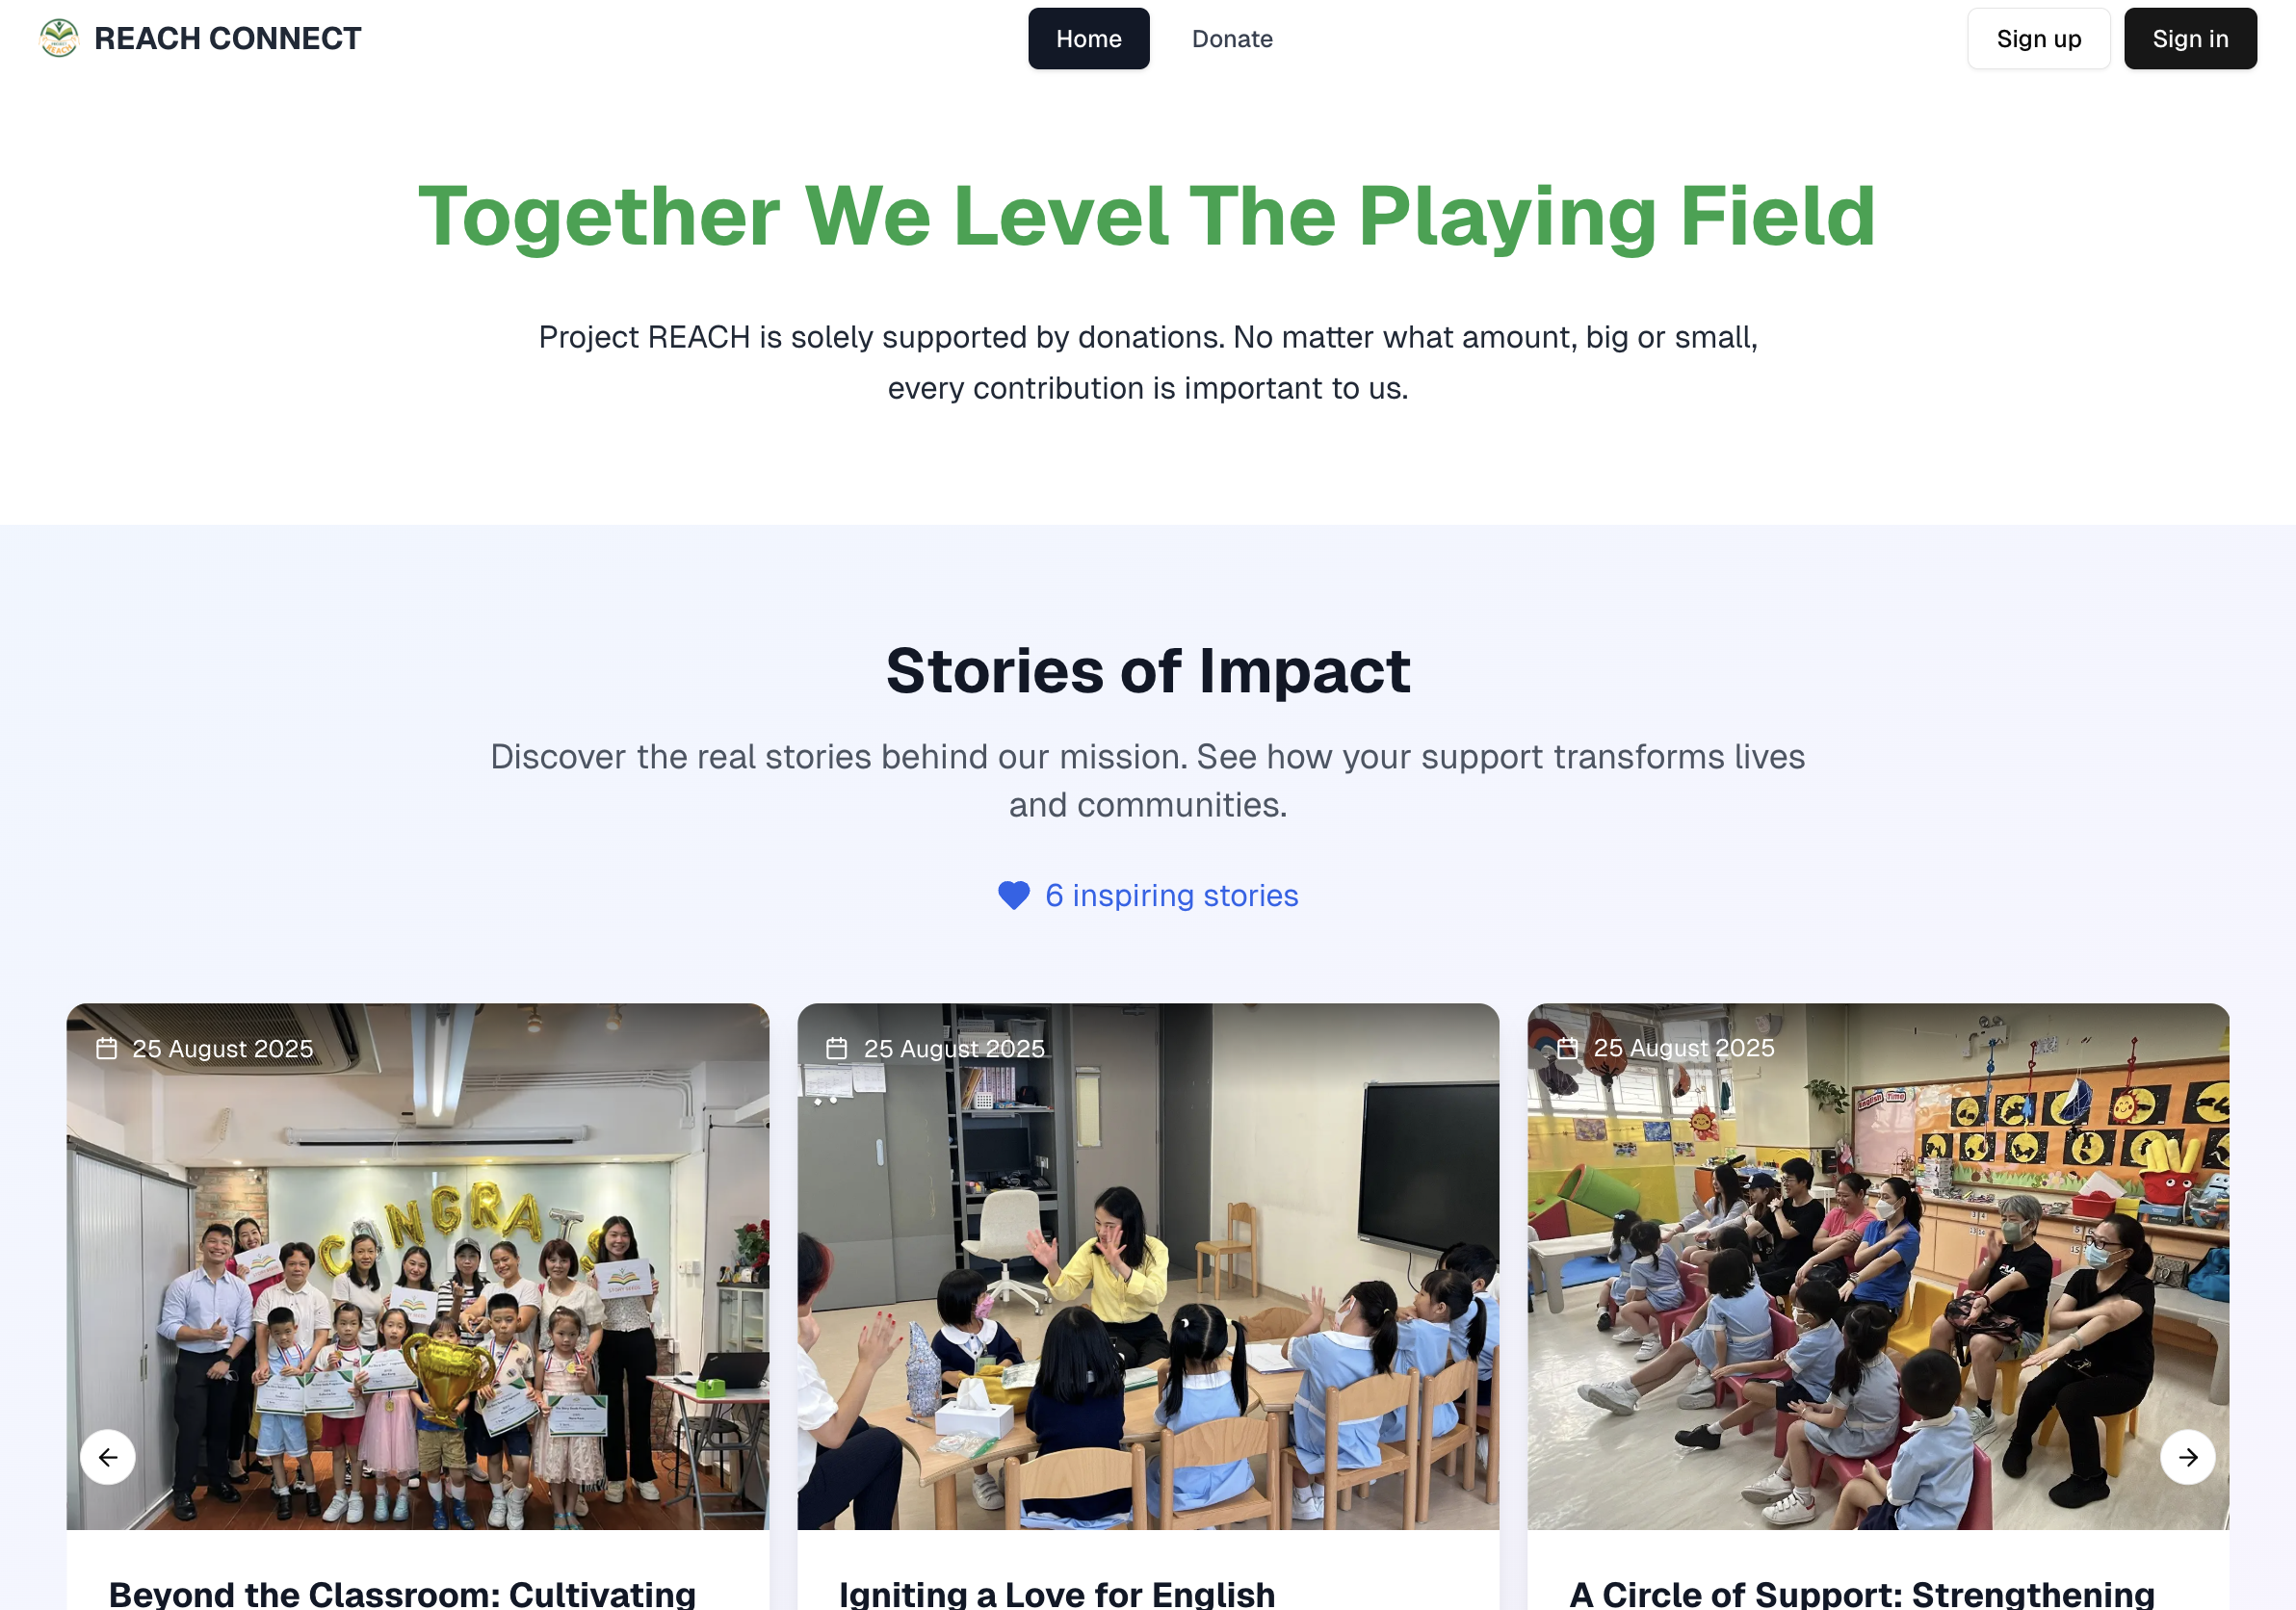 REACH CONNECT
Home
Donate
Sign up
Sign in
Together We Level The Playing Field
Project REACH is solely supported by donations. No matter what amount, big or small,
every contribution is important to us.
Stories of Impact
Discover the real stories behind our mission. See how your support transforms lives
and communities.
6 inspiring stories
25 August 2025
25 August 2025
25 August 2025
CONGRATS
English Time
Beyond the Classroom: Cultivating
Igniting a Love for English
A Circle of Support: Strengthening